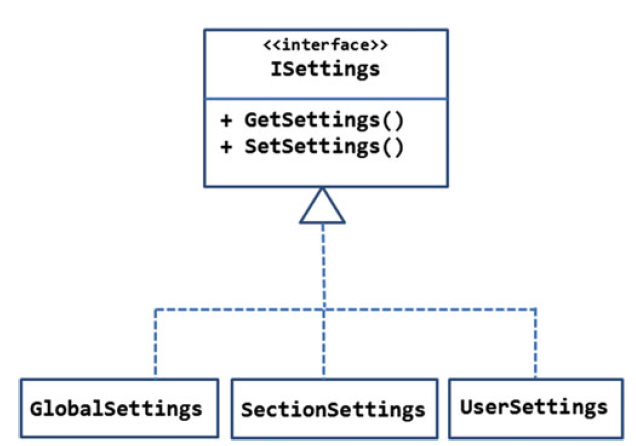 <<interface>>
ISettings
+ GetSettings()
+ SetSettings()
GlobalSettings
SectionSettings
UserSettings